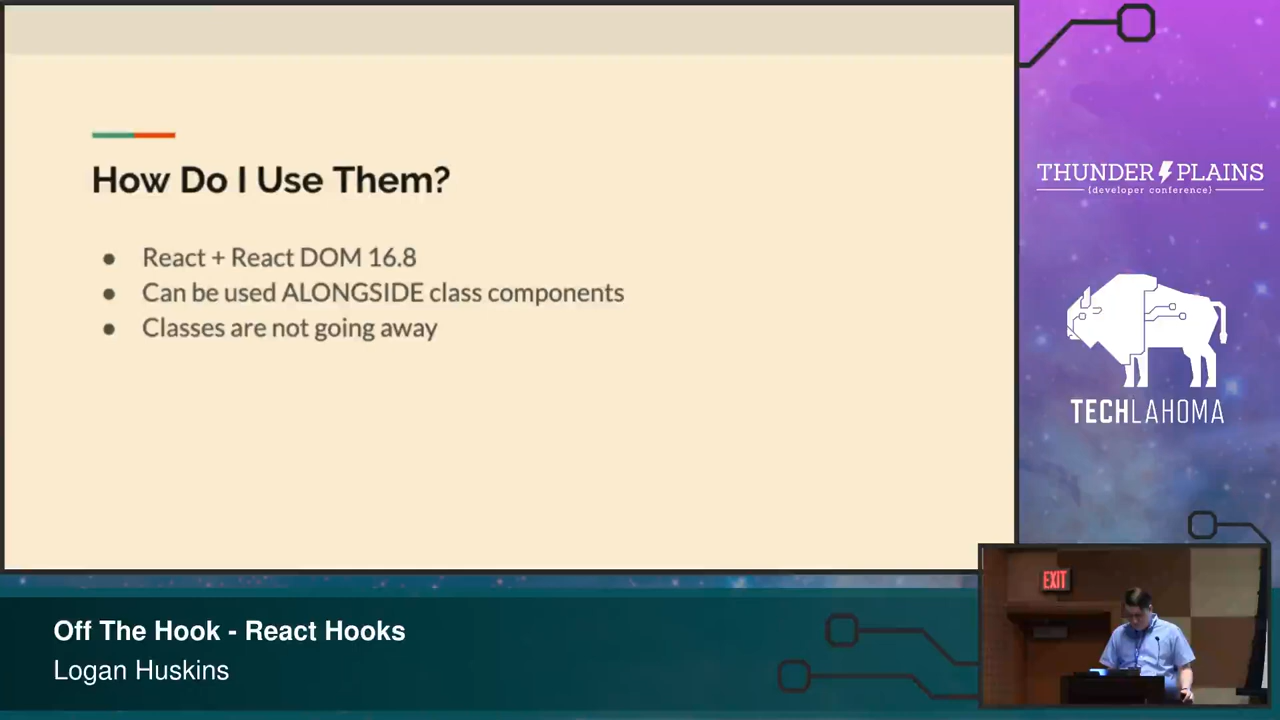 How Do I Use Them?
● React + React DOM 16.8
● Can be used ALONGSIDE class components
● Classes are not going away
THUNDER PLAINS
{developer conference}
TECHLAHOMA
EXIT
Off The Hook - React Hooks
Logan Huskins